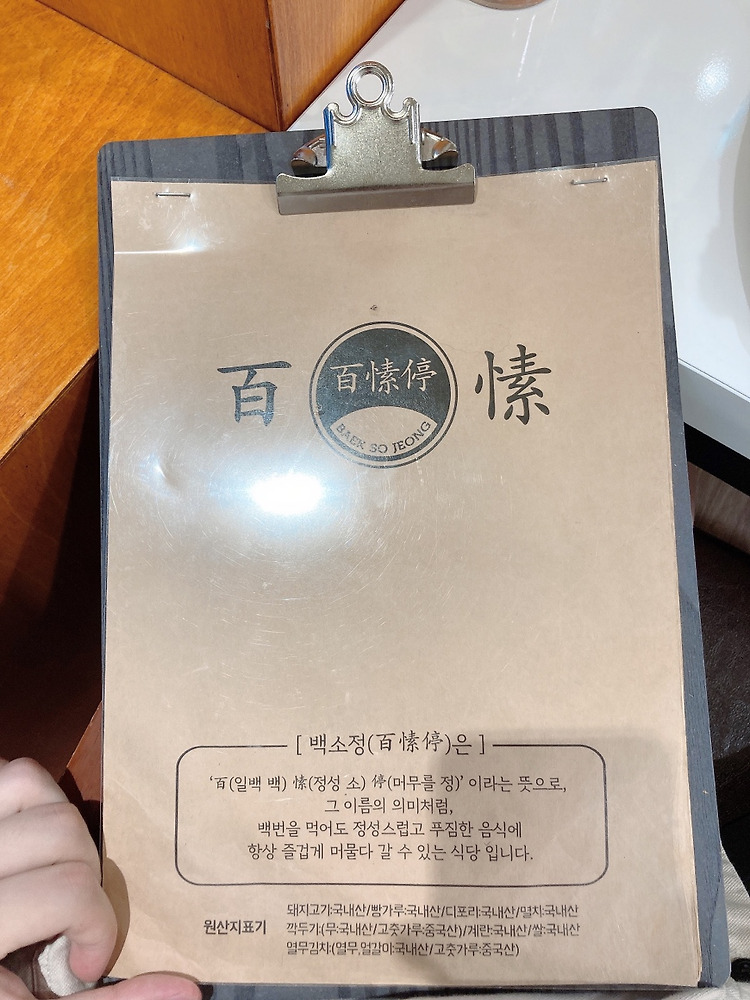 百 愫
百愫停
BAEK SO JEONG
[ 백소정(百愫停)은 ]
‘百(일백 백) 愫(정성 소) 停(머무를 정)’ 이라는 뜻으로,
그 이름의 의미처럼,
백번을 먹어도 정성스럽고 푸짐한 음식에
항상 즐겁게 머물다 갈 수 있는 식당 입니다.
원산지표기
돼지고기:국내산/빵가루:국내산/디포리:국내산/멸치:국내산
깍두기:(무:국내산/고춧가루:중국산)/계란:국내산/쌀:국내산
열무김치:(열무,얼갈이:국내산/고춧가루:중국산)